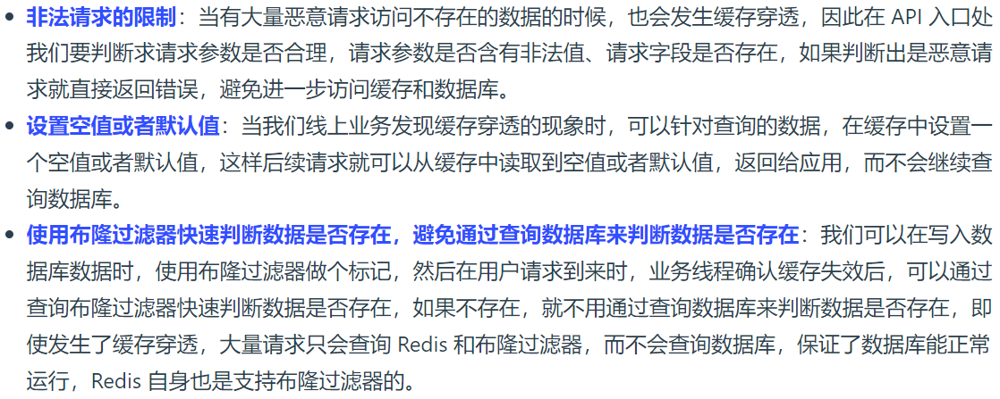 • 非法请求的限制：当有大量恶意请求访问不存在的数据的时候，也会发生缓存穿透，因此在 API 入口处
我们要判断求请求参数是否合理，请求参数是否含有非法值、请求字段是否存在，如果判断出是恶意请
求就直接返回错误，避免进一步访问缓存和数据库。
• 设置空值或者默认值：当我们线上业务发现缓存穿透的现象时，可以针对查询的数据，在缓存中设置一
个空值或者默认值，这样后续请求就可以从缓存中读取到空值或者默认值，返回给应用，而不会继续查
询数据库。
• 使用布隆过滤器快速判断数据是否存在，避免通过查询数据库来判断数据是否存在：我们可以在写入数
据库数据时，使用布隆过滤器做个标记，然后在用户请求到来时，业务线程确认缓存失效后，可以通过
查询布隆过滤器快速判断数据是否存在，如果不存在，就不用通过查询数据库来判断数据是否存在，即
使发生了缓存穿透，大量请求只会查询 Redis 和布隆过滤器，而不会查询数据库，保证了数据库能正常
运行，Redis 自身也是支持布隆过滤器的。